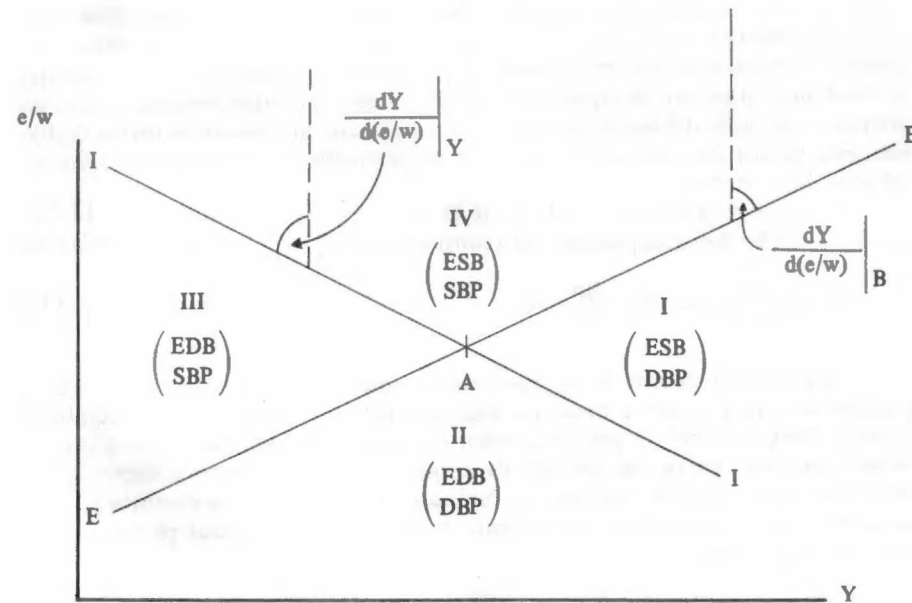 e/w
dY
d(e/w)
Y
I
E
IV
(ESB
SBP)
dY
d(e/w)
B
III
(EDB
SBP)
I
(ESB
DBP)
A
II
(EDB
DBP)
I
E
Y